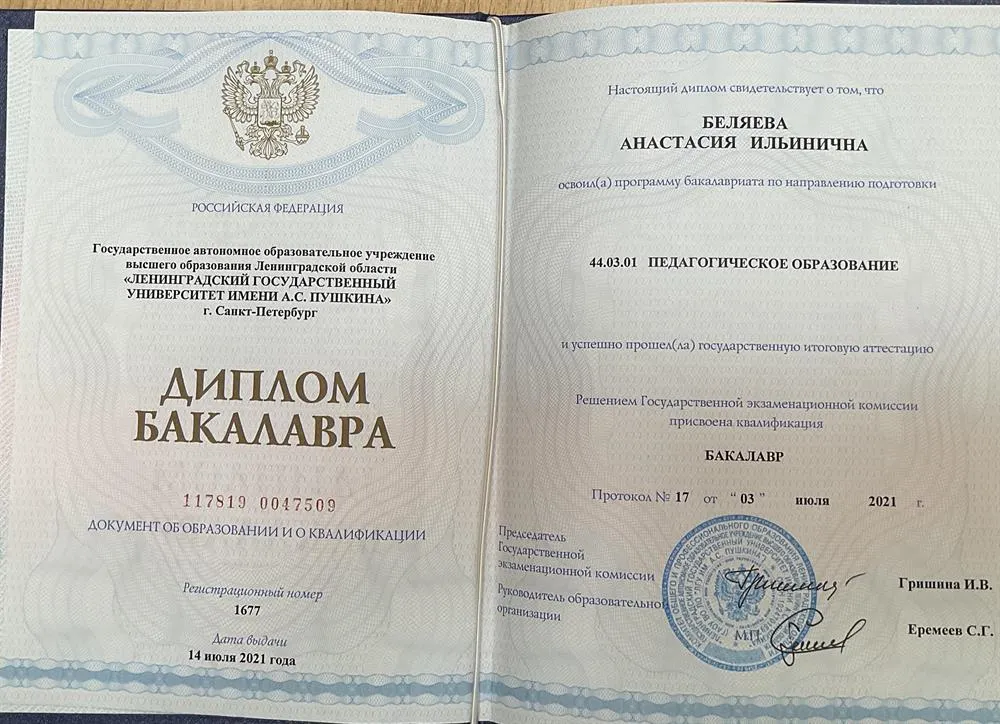 РОССИЙСКАЯ ФЕДЕРАЦИЯ
Государственное автономное образовательное учреждение
высшего образования Ленинградской области
«ЛЕНИНГРАДСКИЙ ГОСУДАРСТВЕННЫЙ
УНИВЕРСИТЕТ ИМЕНИ А.С. ПУШКИНА»
г. Санкт-Петербург
ДИПЛОМ
БАКАЛАВРА
117819 0047509
ДОКУМЕНТ ОБ ОБРАЗОВАНИИ И О КВАЛИФИКАЦИИ
Регистрационный номер
1677
Дата выдачи
14 июля 2021 года
Настоящий диплом свидетельствует о том, что
БЕЛЯЕВА
АНАСТАСИЯ ИЛЬИНИЧНА
освоил(а) программу бакалавриата по направлению подготовки
44.03.01 ПЕДАГОГИЧЕСКОЕ ОБРАЗОВАНИЕ
и успешно прошел(ла) государственную итоговую аттестацию
Решением Государственной экзаменационной комиссии
присвоена квалификация
БАКАЛАВР
Протокол № 17 от “ 03 ” июля 2021 г.
Председатель
Государственной
экзаменационной комиссии
Гришина И.В.
Руководитель образовательной
организации
Еремеев С.Г.
М.П.